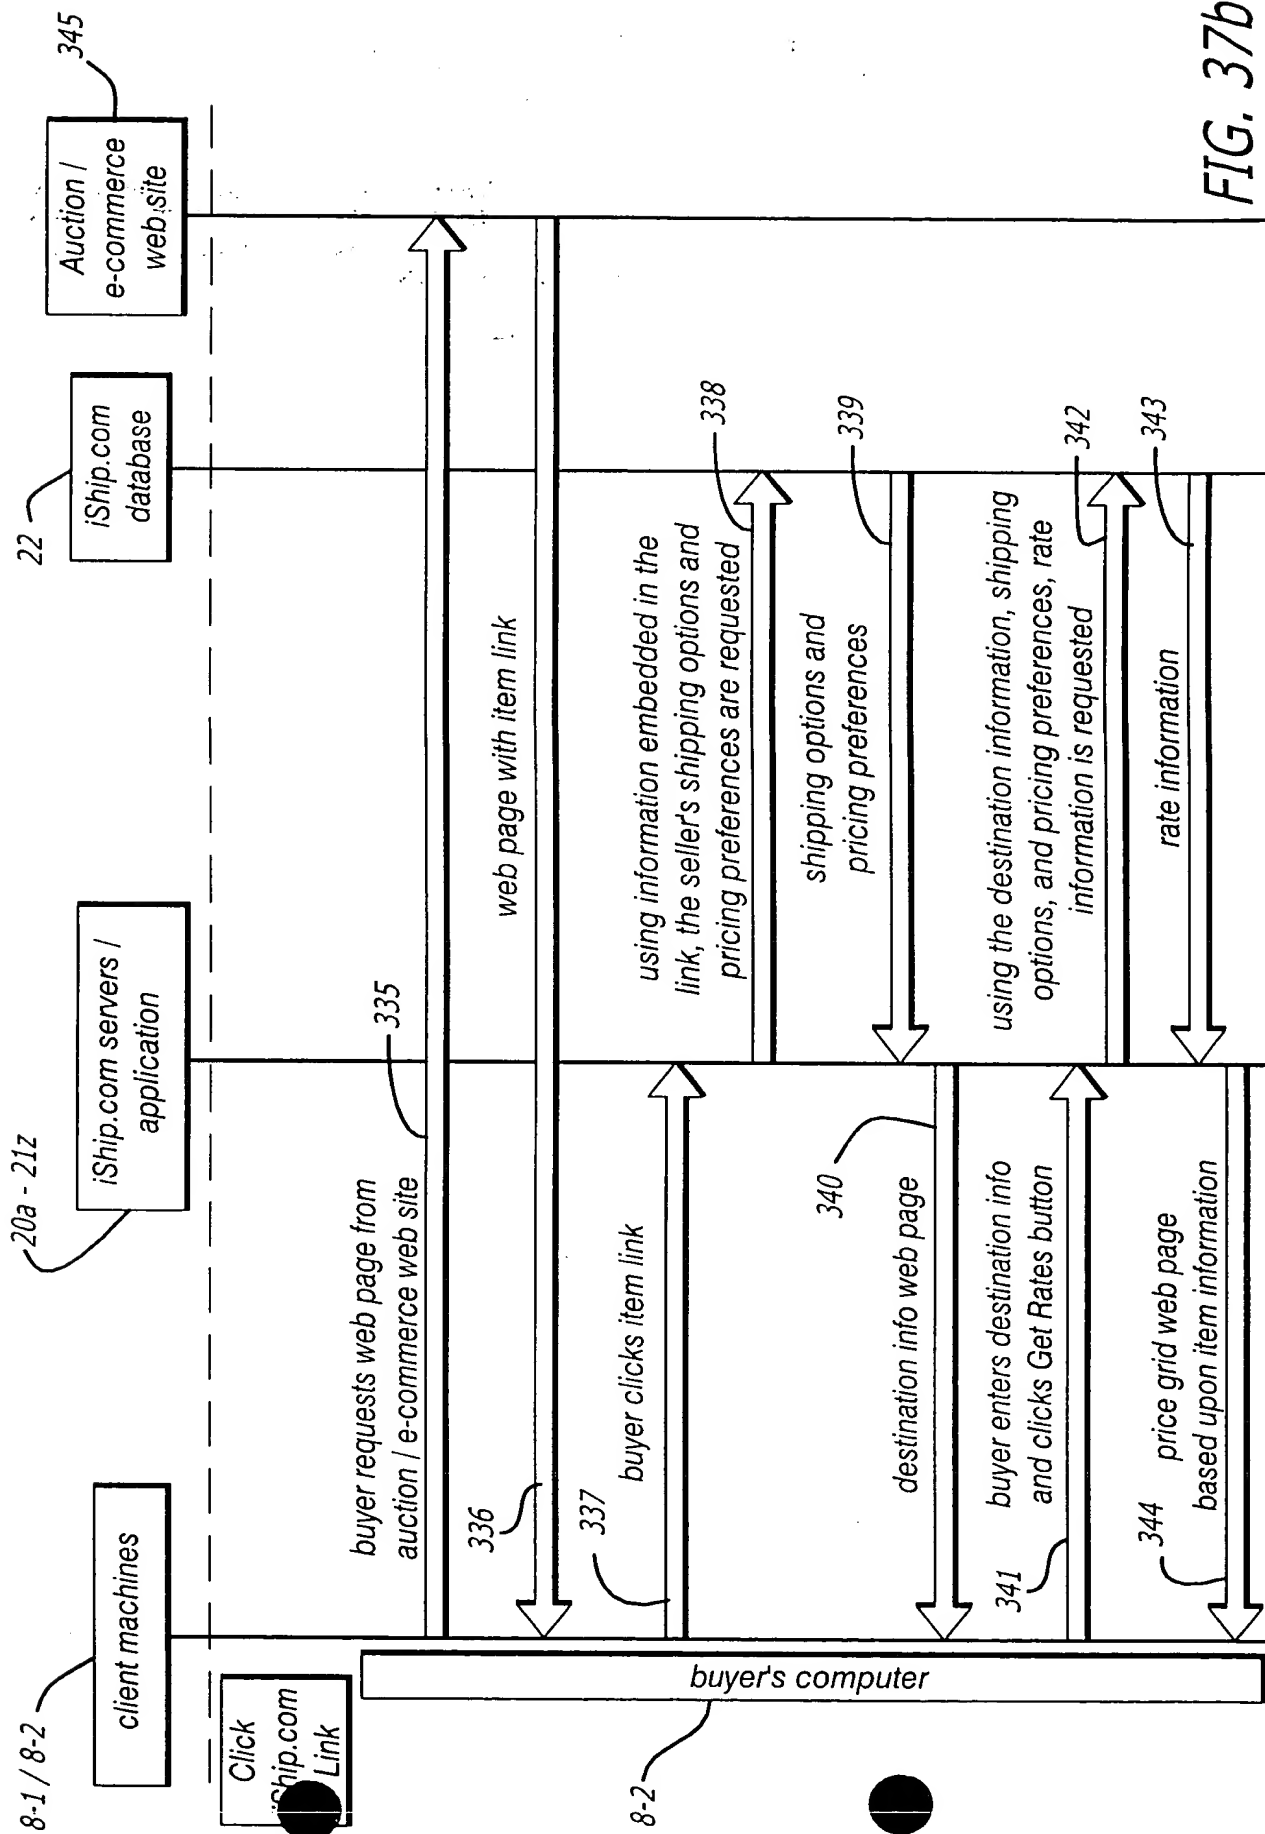 8-1 / 8-2
client machines
20a - 21z
iShip.com servers /
application
22
iShip.com
database
345
Auction /
e-commerce
web site
Click
iShip.com
Link
buyer requests web page from
auction / e-commerce web site
335
336
web page with item link
337
buyer clicks item link
using information embedded in the
link, the seller's shipping options and
pricing preferences are requested
338
shipping options and
pricing preferences
339
8-2
buyer's computer
340
destination info web page
341
buyer enters destination info
and clicks Get Rates button
using the destination information, shipping
options, and pricing preferences, rate
information is requested
342
rate information
343
344
price grid web page
based upon item information
FIG. 37b